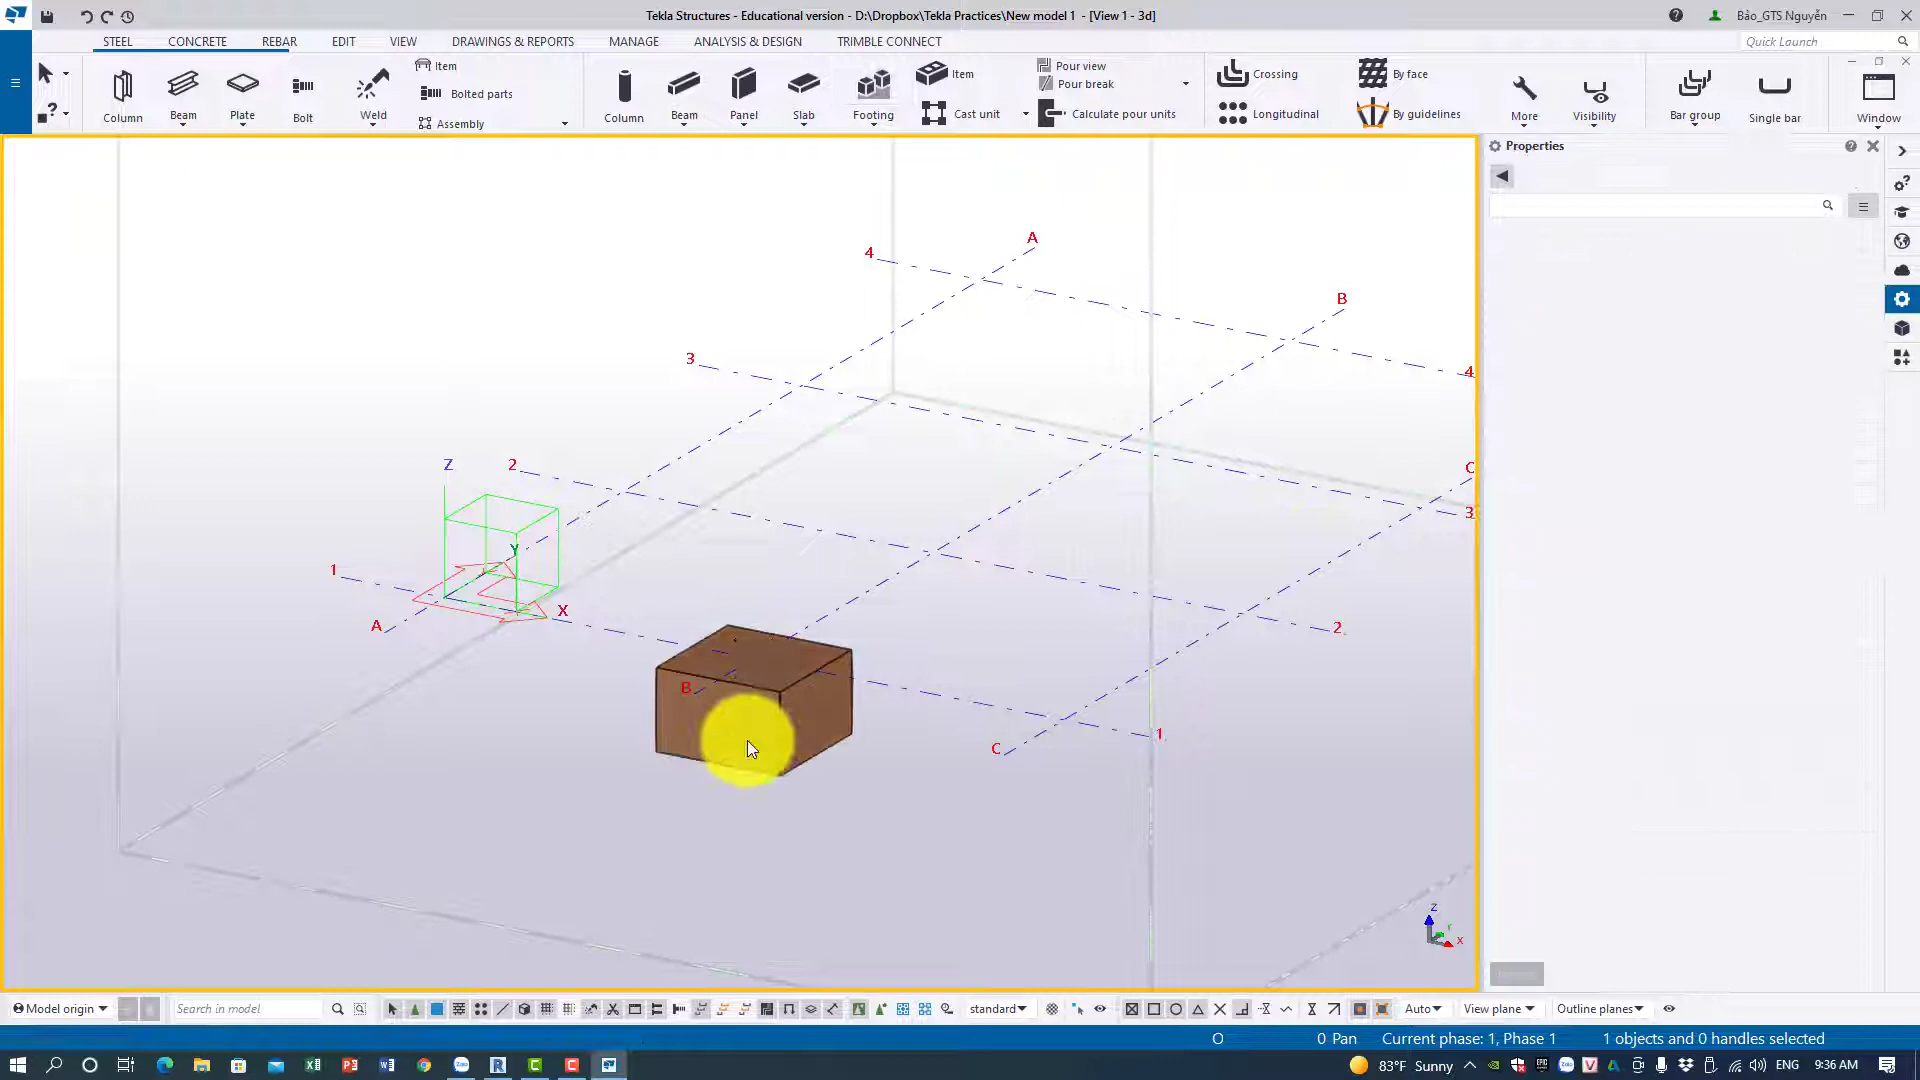 Tekla Structures - Educational version - D:\Dropbox\Tekla Practices\New model 1 - [View 1 - 3d]
Bảo_GTS Nguyễn
STEEL CONCRETE REBAR EDIT VIEW DRAWINGS & REPORTS MANAGE ANALYSIS & DESIGN TRIMBLE CONNECT
Quick Launch
Column Beam Plate Bolt Weld
Item
Bolted parts
Assembly
Column Beam Panel Slab Footing
Item
Cast unit
Pour view
Pour break
Calculate pour units
Crossing
Longitudinal
By face
By guidelines
More Visibility Bar group Single bar Window
Properties
A
4
B
3
4
Z
2
C
3
Y
1
X
A
2
B
1
C
Z
Y
X
Model origin
Search in model
standard
Auto
View plane
Outline planes
O
0 Pan
Current phase: 1, Phase 1
1 objects and 0 handles selected
83°F Sunny
ENG
9:36 AM